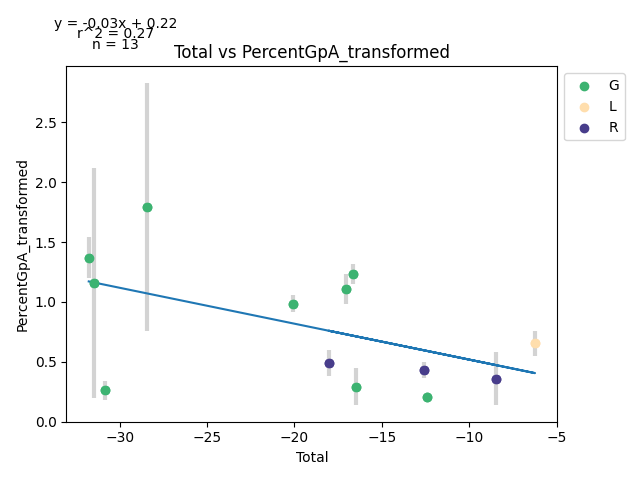 y = -0.03x + 0.22
r^2 = 0.27
n = 13
Total vs PercentGpA_transformed
G
L
R
PercentGpA_transformed
2.5
2.0
1.5
1.0
0.5
0.0
−30
−25
−20
−15
−10
−5
Total